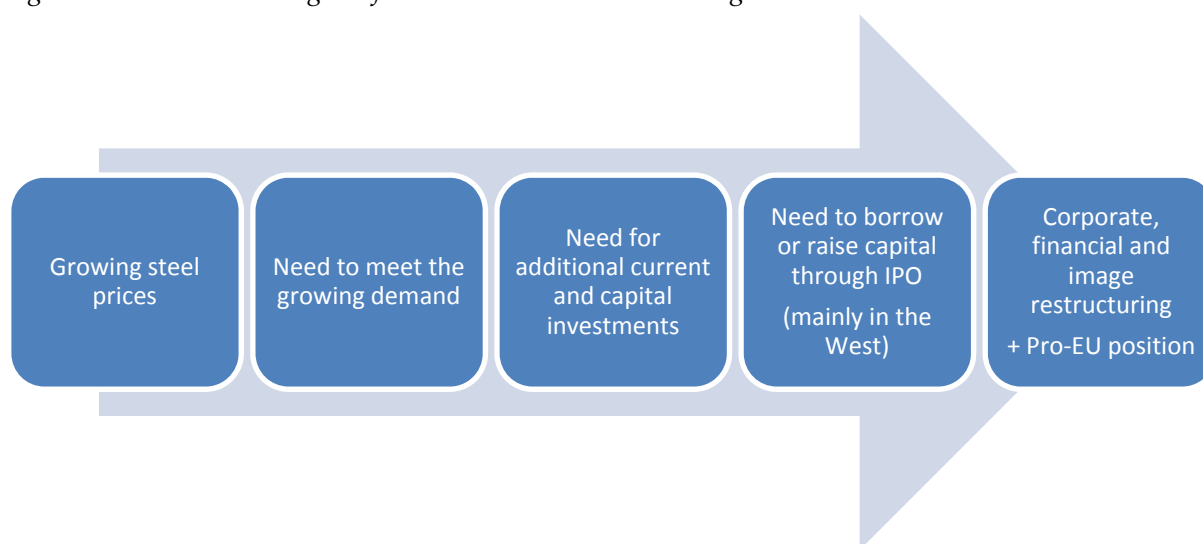 Growing steel
prices
Need to meet the
growing demand
Need for
additional current
and capital
investments
Need to borrow
or raise capital
through IPO
(mainly in the
West)
Corporate,
financial and
image
restructuring
+ Pro-EU position